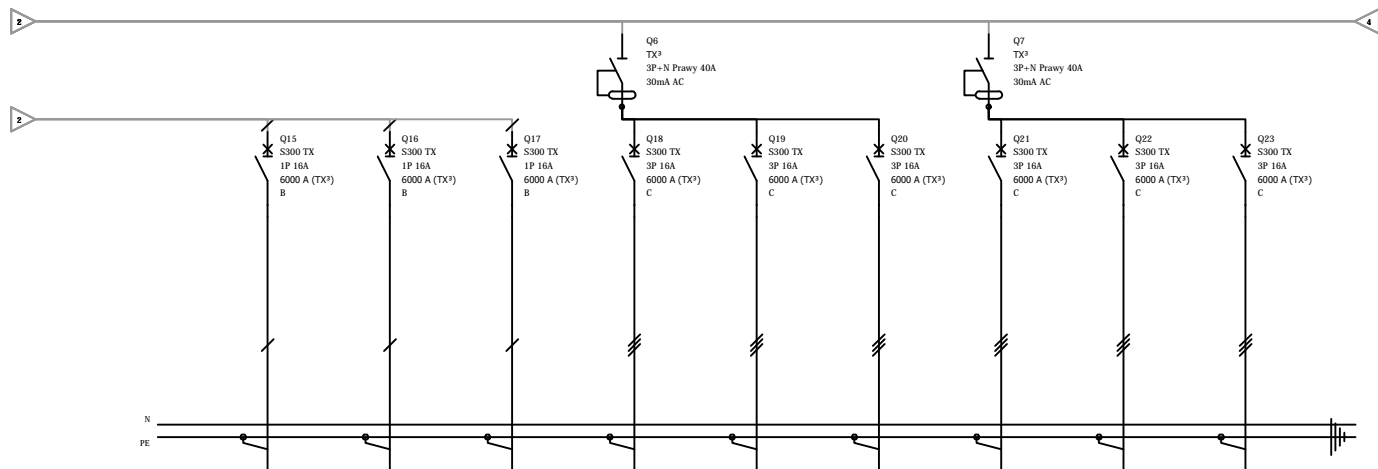 2
4
Q6
TX³
3P+N Prawy 40A
30mA AC
Q7
TX³
3P+N Prawy 40A
30mA AC
2
Q15
S300 TX
1P 16A
6000 A (TX³)
B
Q16
S300 TX
1P 16A
6000 A (TX³)
B
Q17
S300 TX
1P 16A
6000 A (TX³)
B
Q18
S300 TX
3P 16A
6000 A (TX³)
C
Q19
S300 TX
3P 16A
6000 A (TX³)
C
Q20
S300 TX
3P 16A
6000 A (TX³)
C
Q21
S300 TX
3P 16A
6000 A (TX³)
C
Q22
S300 TX
3P 16A
6000 A (TX³)
C
Q23
S300 TX
3P 16A
6000 A (TX³)
C
N
PE